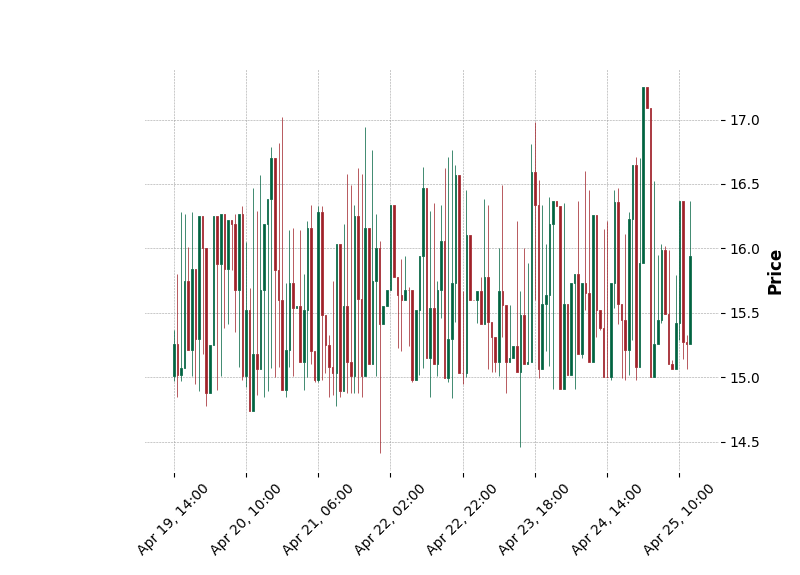 17.0
16.5
16.0
15.5
15.0
14.5
Price
Apr 19, 14:00
Apr 20, 10:00
Apr 21, 06:00
Apr 22, 02:00
Apr 22, 22:00
Apr 23, 18:00
Apr 24, 14:00
Apr 25, 10:00